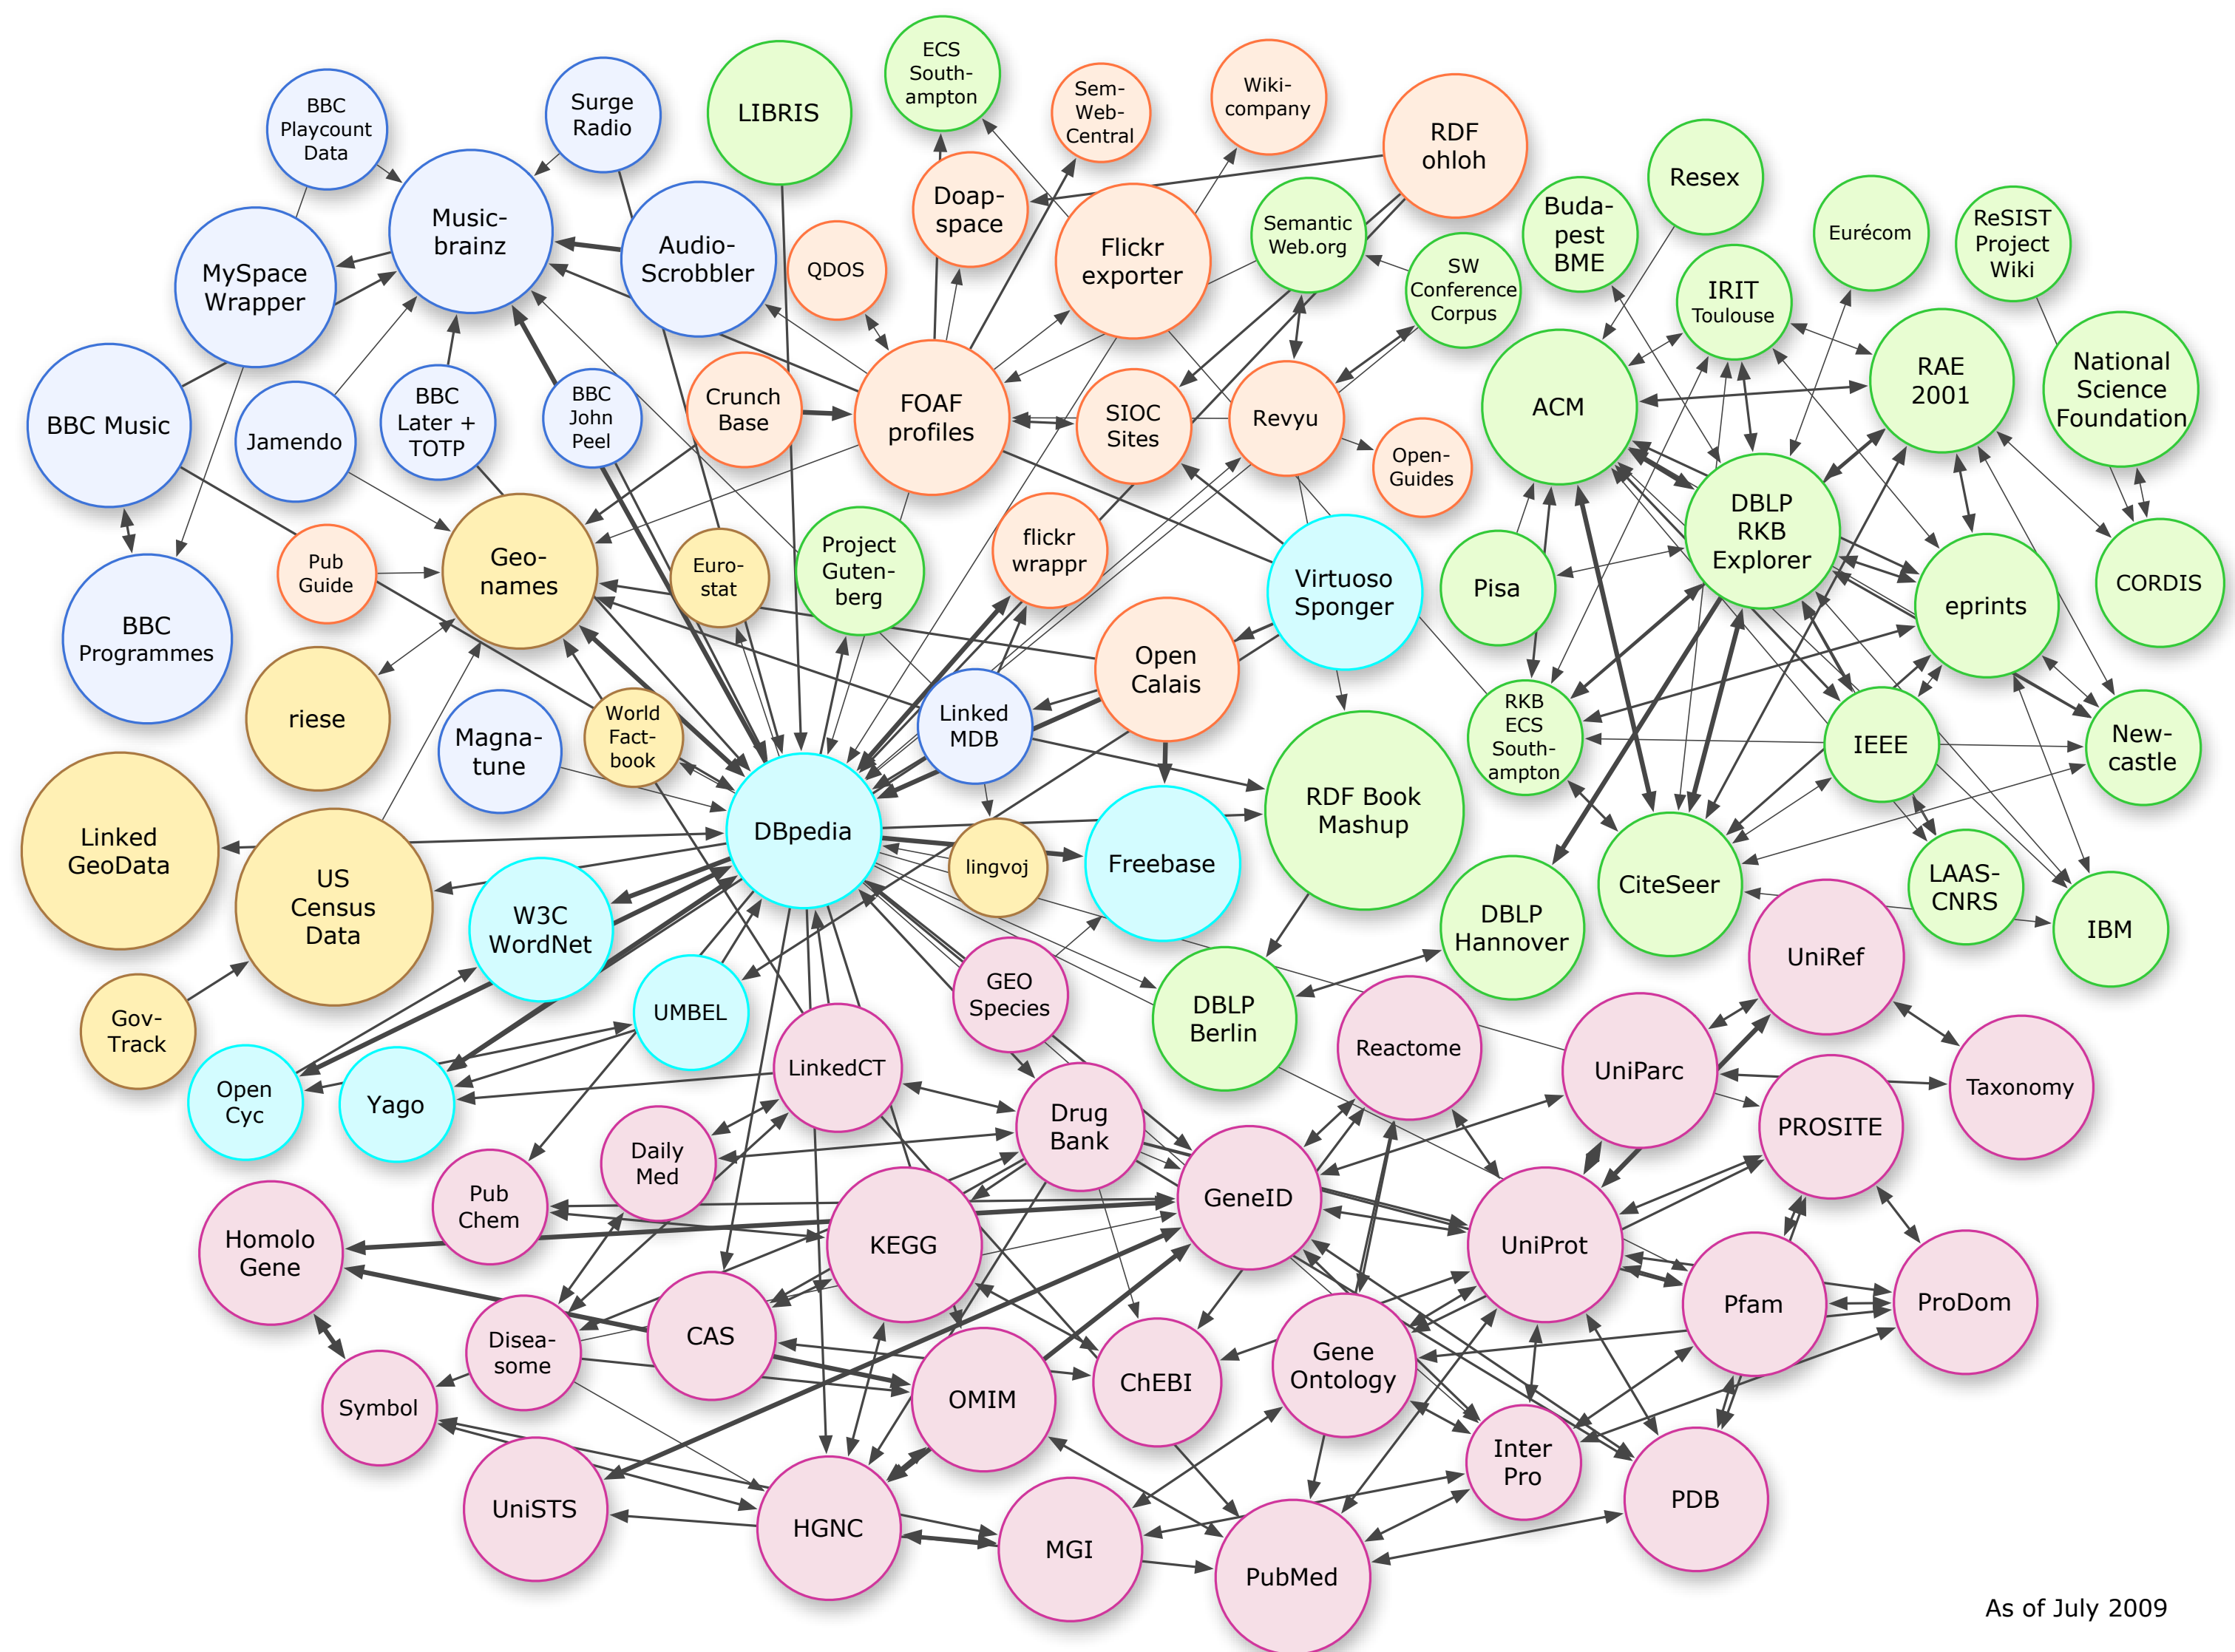 ECS
South-
ampton
Sem-
Web-
Central
Wiki-
company
RDF
ohloh
BBC
Playcount
Data
Surge
Radio
LIBRIS
Doap-
space
Resex
Music-
brainz
Audio-
Scrobbler
QDOS
Flickr
exporter
Semantic
Web.org
SW
Conference
Corpus
Buda-
pest
BME
Eurécom
ReSIST
Project
Wiki
IRIT
Toulouse
MySpace
Wrapper
RAE
2001
National
Science
Foundation
BBC Music
Jamendo
BBC
Later +
TOTP
BBC
John
Peel
Crunch
Base
FOAF
profiles
SIOC
Sites
Revyu
Open-
Guides
ACM
DBLP
RKB
Explorer
Pub
Guide
Geo-
names
Euro-
stat
Project
Guten-
berg
flickr
wrappr
Virtuoso
Sponger
Pisa
eprints
CORDIS
BBC
Programmes
riese
Magna-
tune
World
Fact-
book
Linked
MDB
Open
Calais
RKB
ECS
South-
ampton
IEEE
New-
castle
Linked
GeoData
US
Census
Data
DBpedia
lingvoj
Freebase
RDF Book
Mashup
CiteSeer
LAAS-
CNRS
IBM
W3C
WordNet
DBLP
Hannover
UniRef
Gov-
Track
UMBEL
GEO
Species
DBLP
Berlin
Reactome
UniParc
Taxonomy
Open
Cyc
Yago
LinkedCT
Drug
Bank
PROSITE
Daily
Med
Pub
Chem
Homolo
Gene
KEGG
GeneID
UniProt
Pfam
ProDom
Disea-
some
CAS
Symbol
OMIM
ChEBI
Gene
Ontology
Inter
Pro
PDB
UniSTS
HGNC
MGI
PubMed
As of July 2009